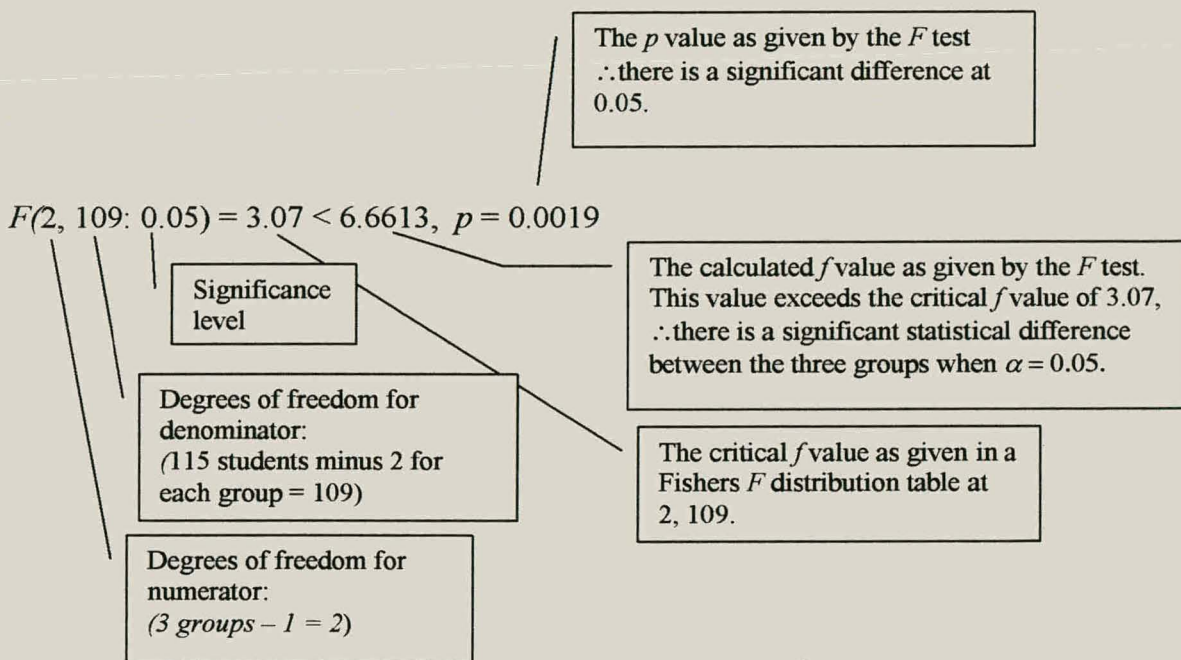 The p value as given by the F test
∴there is a significant difference at
0.05.
F(2, 109: 0.05) = 3.07 < 6.6613, p = 0.0019
Significance
level
The calculated f value as given by the F test.
This value exceeds the critical f value of 3.07,
∴there is a significant statistical difference
between the three groups when α = 0.05.
Degrees of freedom for
denominator:
(115 students minus 2 for
each group = 109)
The critical f value as given in a
Fishers F distribution table at
2, 109.
Degrees of freedom for
numerator:
(3 groups – 1 = 2)